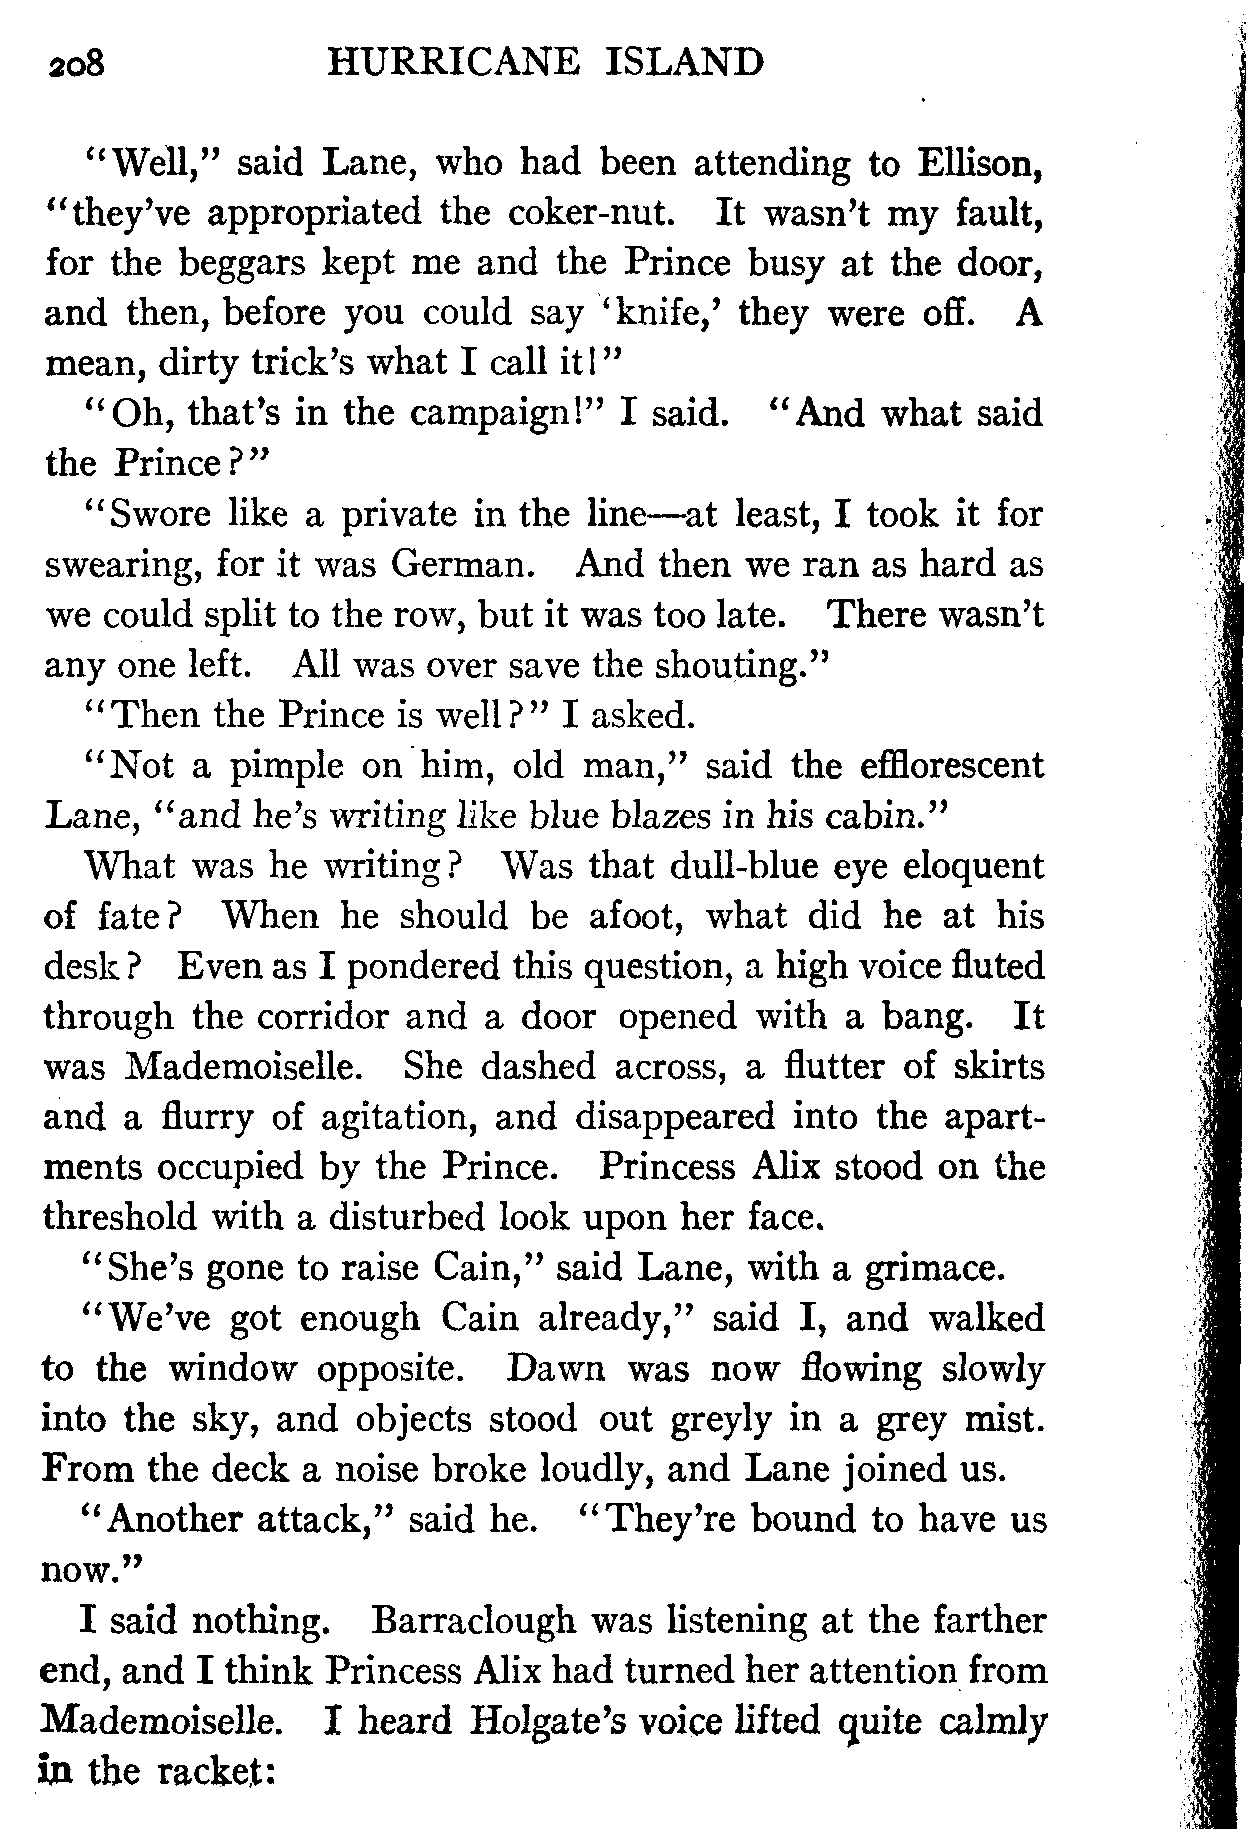 208 HURRICANE ISLAND
"Well," said Lane, who had been attending to Ellison,
"they've appropriated the coker-nut. It wasn't my fault,
for the beggars kept me and the Prince busy at the door,
and then, before you could say 'knife,' they were off. A
mean, dirty trick's what I call it!"
"Oh, that's in the campaign!" I said. "And what said
the Prince?"
"Swore like a private in the line—at least, I took it for
swearing, for it was German. And then we ran as hard as
we could split to the row, but it was too late. There wasn't
any one left. All was over save the shouting."
"Then the Prince is well?" I asked.
"Not a pimple on him, old man," said the efflorescent
Lane, "and he's writing like blue blazes in his cabin."
What was he writing? Was that dull-blue eye eloquent
of fate? When he should be afoot, what did he at his
desk? Even as I pondered this question, a high voice fluted
through the corridor and a door opened with a bang. It
was Mademoiselle. She dashed across, a flutter of skirts
and a flurry of agitation, and disappeared into the apart-
ments occupied by the Prince. Princess Alix stood on the
threshold with a disturbed look upon her face.
"She's gone to raise Cain," said Lane, with a grimace.
"We've got enough Cain already," said I, and walked
to the window opposite. Dawn was now flowing slowly
into the sky, and objects stood out greyly in a grey mist.
From the deck a noise broke loudly, and Lane joined us.
"Another attack," said he. "They're bound to have us
now."
I said nothing. Barraclough was listening at the farther
end, and I think Princess Alix had turned her attention from
Mademoiselle. I heard Holgate's voice lifted quite calmly
in the racket: